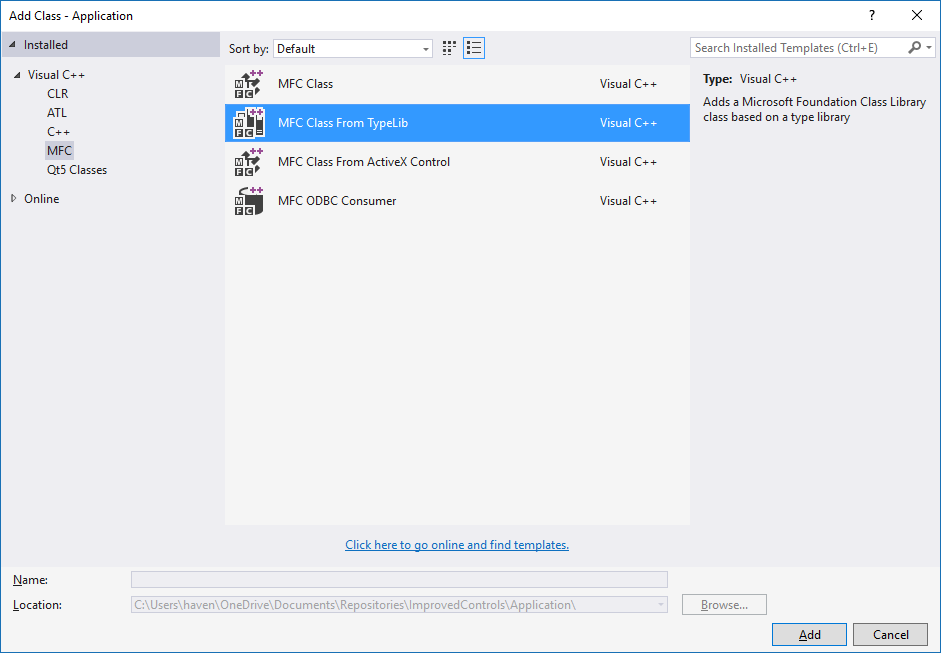 Add Class - Application
?
Installed
Sort by: Default
Search Installed Templates (Ctrl+E)
Visual C++
CLR
ATL
C++
MFC
Qt5 Classes
Online
MFC Class Visual C++
MFC Class From TypeLib Visual C++
MFC Class From ActiveX Control Visual C++
MFC ODBC Consumer Visual C++
Type: Visual C++
Adds a Microsoft Foundation Class Library
class based on a type library
Click here to go online and find templates.
Name:
Location: C:\Users\haven\OneDrive\Documents\Repositories\ImprovedControls\Application\ Browse...
Add Cancel